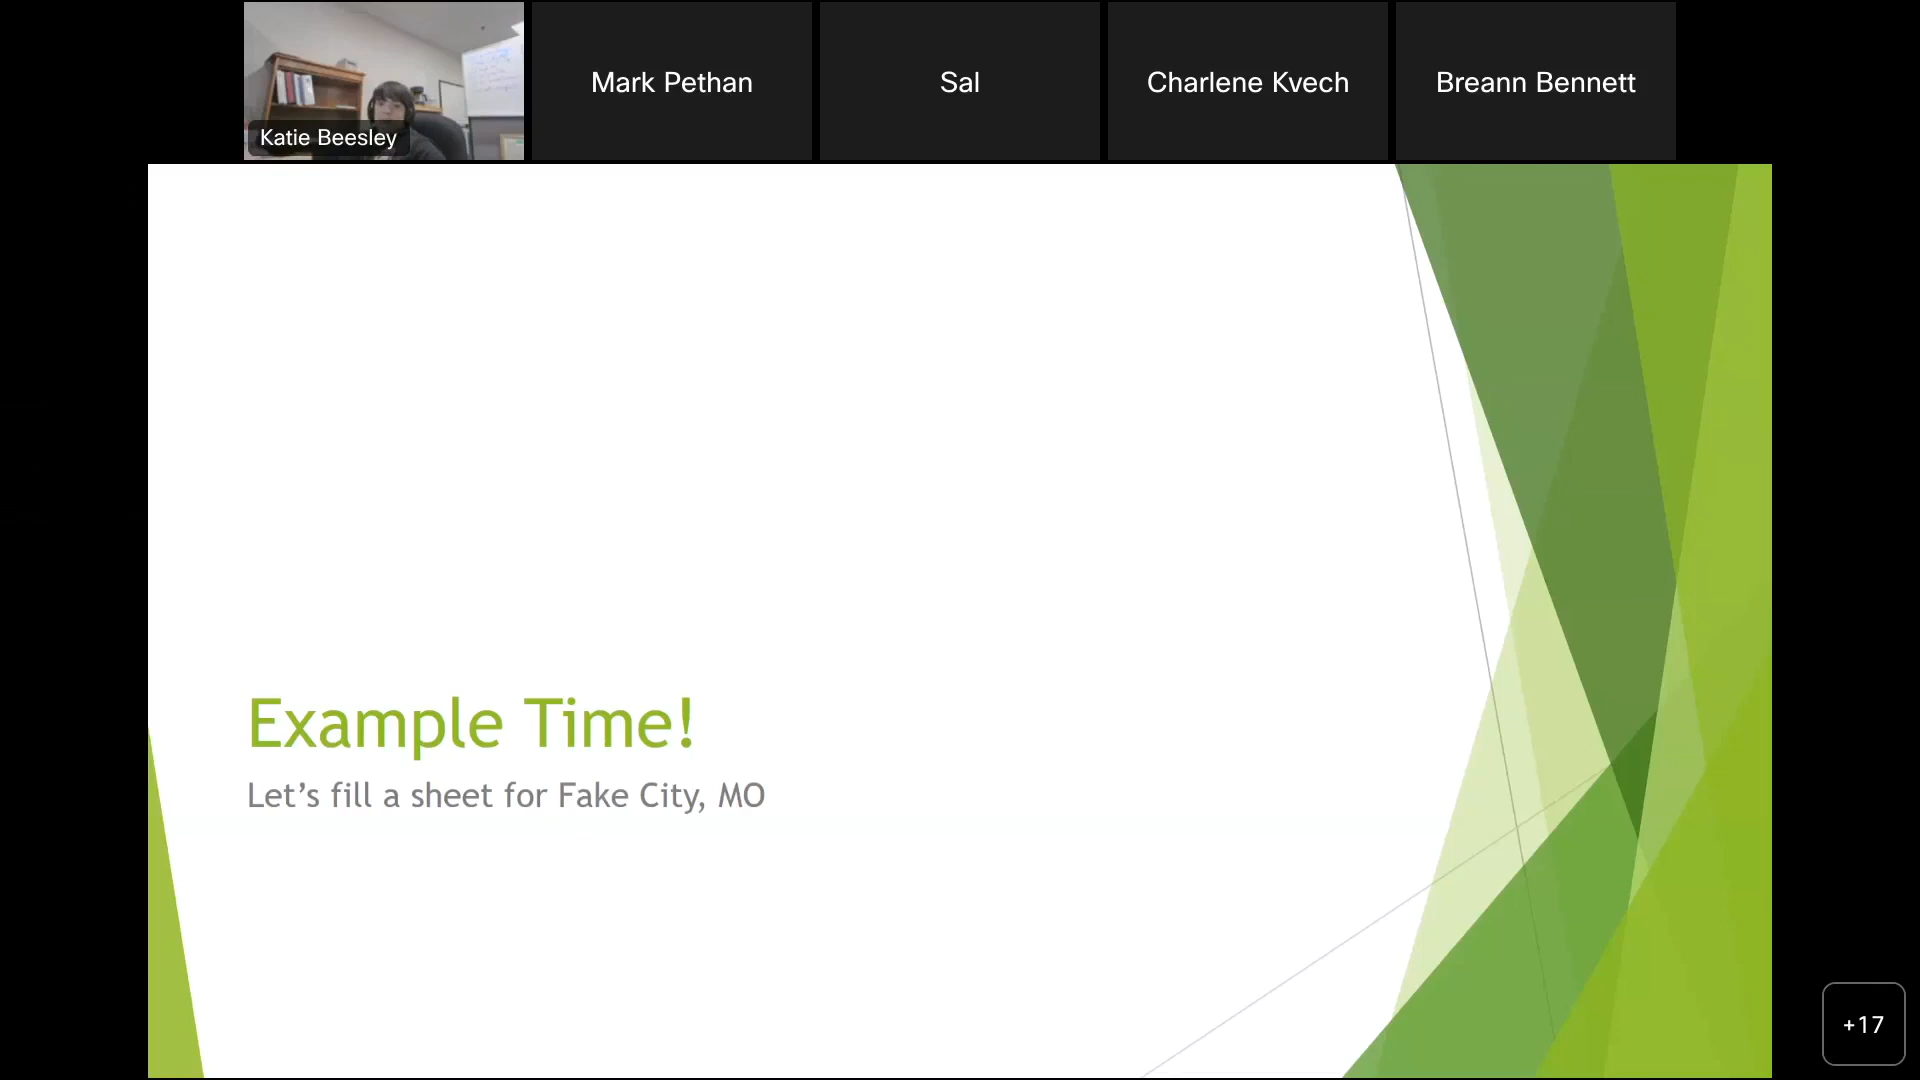 Katie Beesley
Mark Pethan
Sal
Charlene Kvech
Breann Bennett
Example Time!
Let's fill a sheet for Fake City, MO
+17